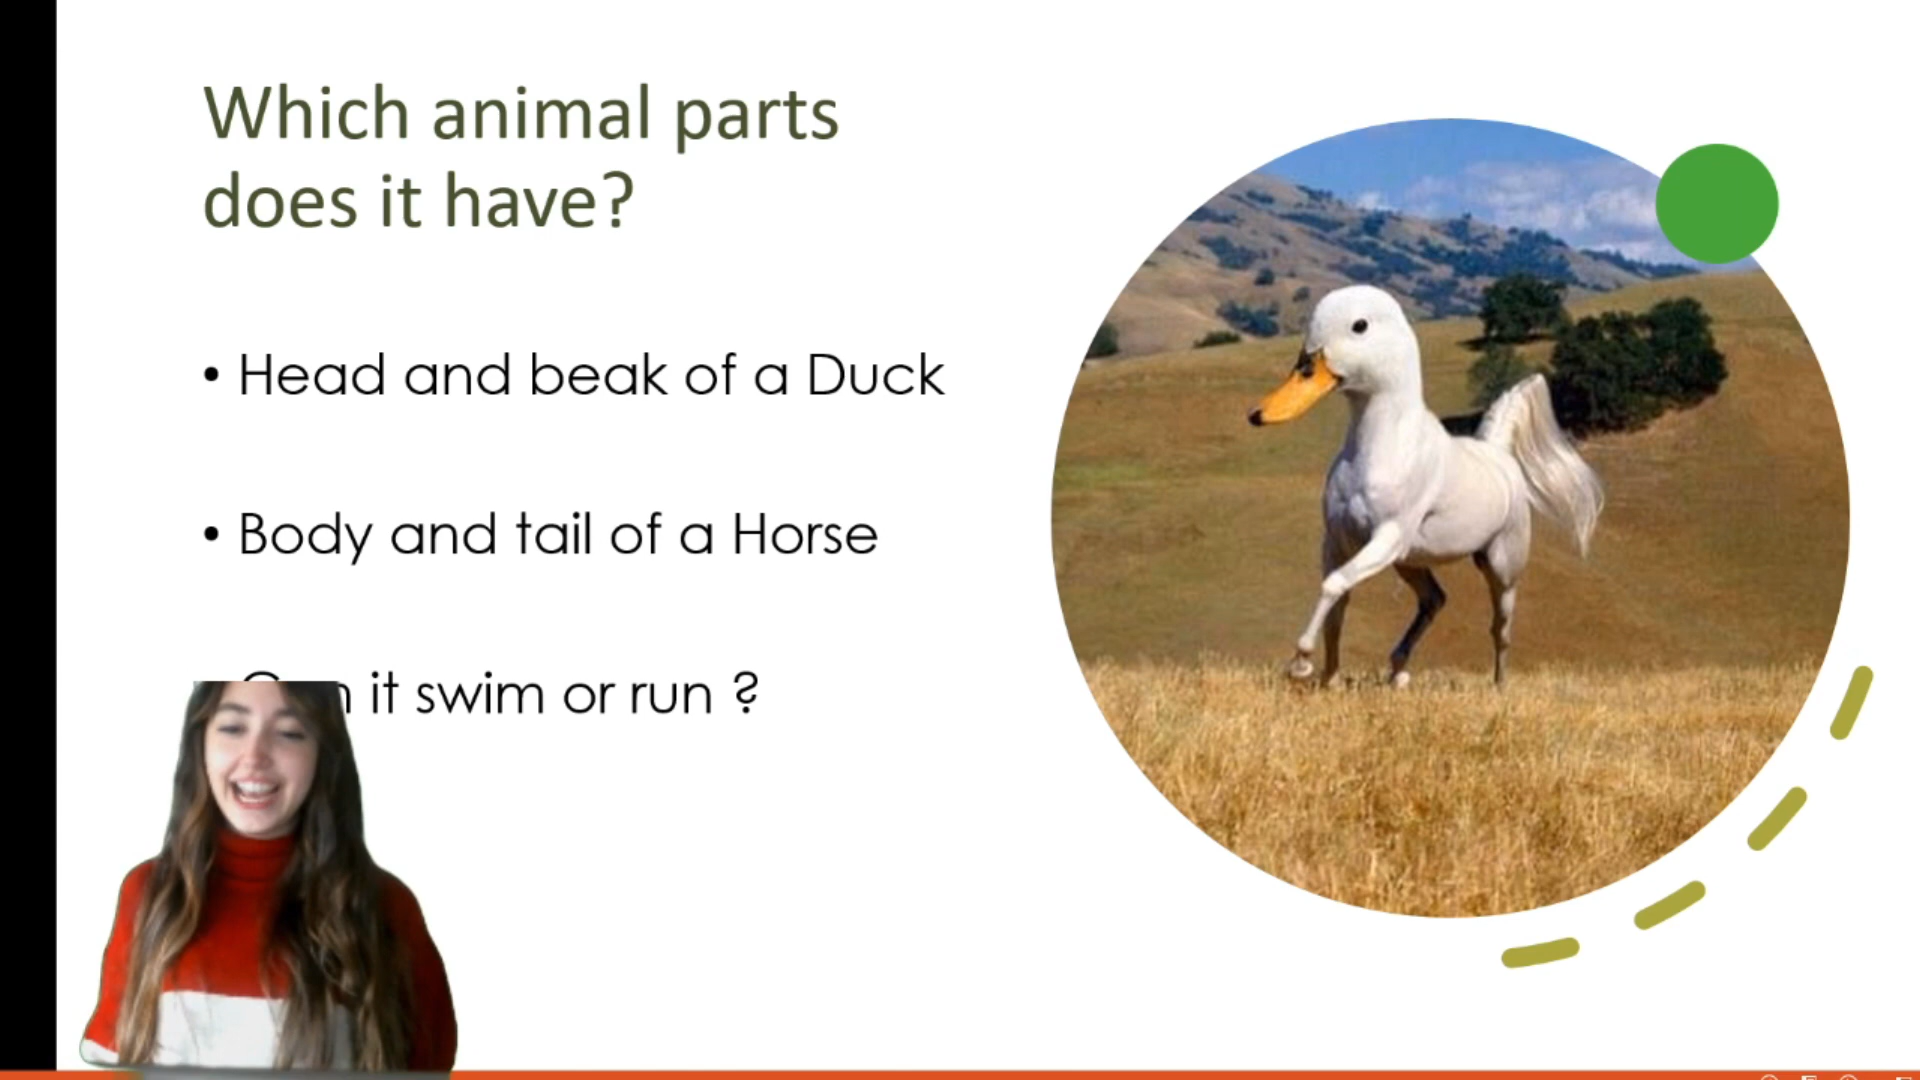 Which animal parts
does it have?
• Head and beak of a Duck
• Body and tail of a Horse
it swim or run ?